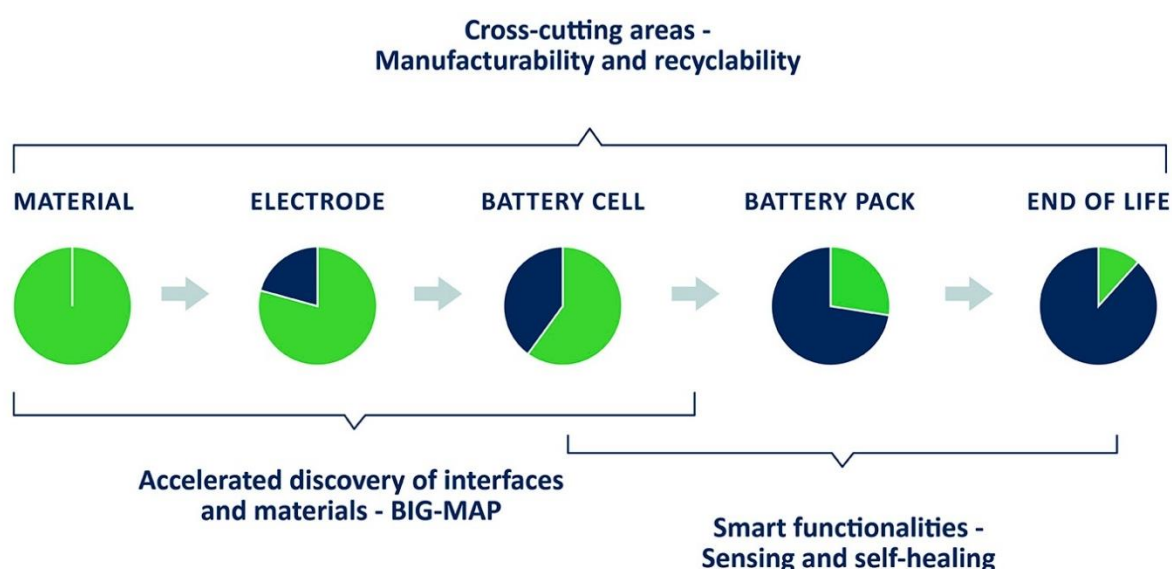 Cross-cutting areas -
Manufacturability and recyclability
MATERIAL
ELECTRODE
BATTERY CELL
BATTERY PACK
END OF LIFE
Accelerated discovery of interfaces
and materials - BIG-MAP
Smart functionalities -
Sensing and self-healing